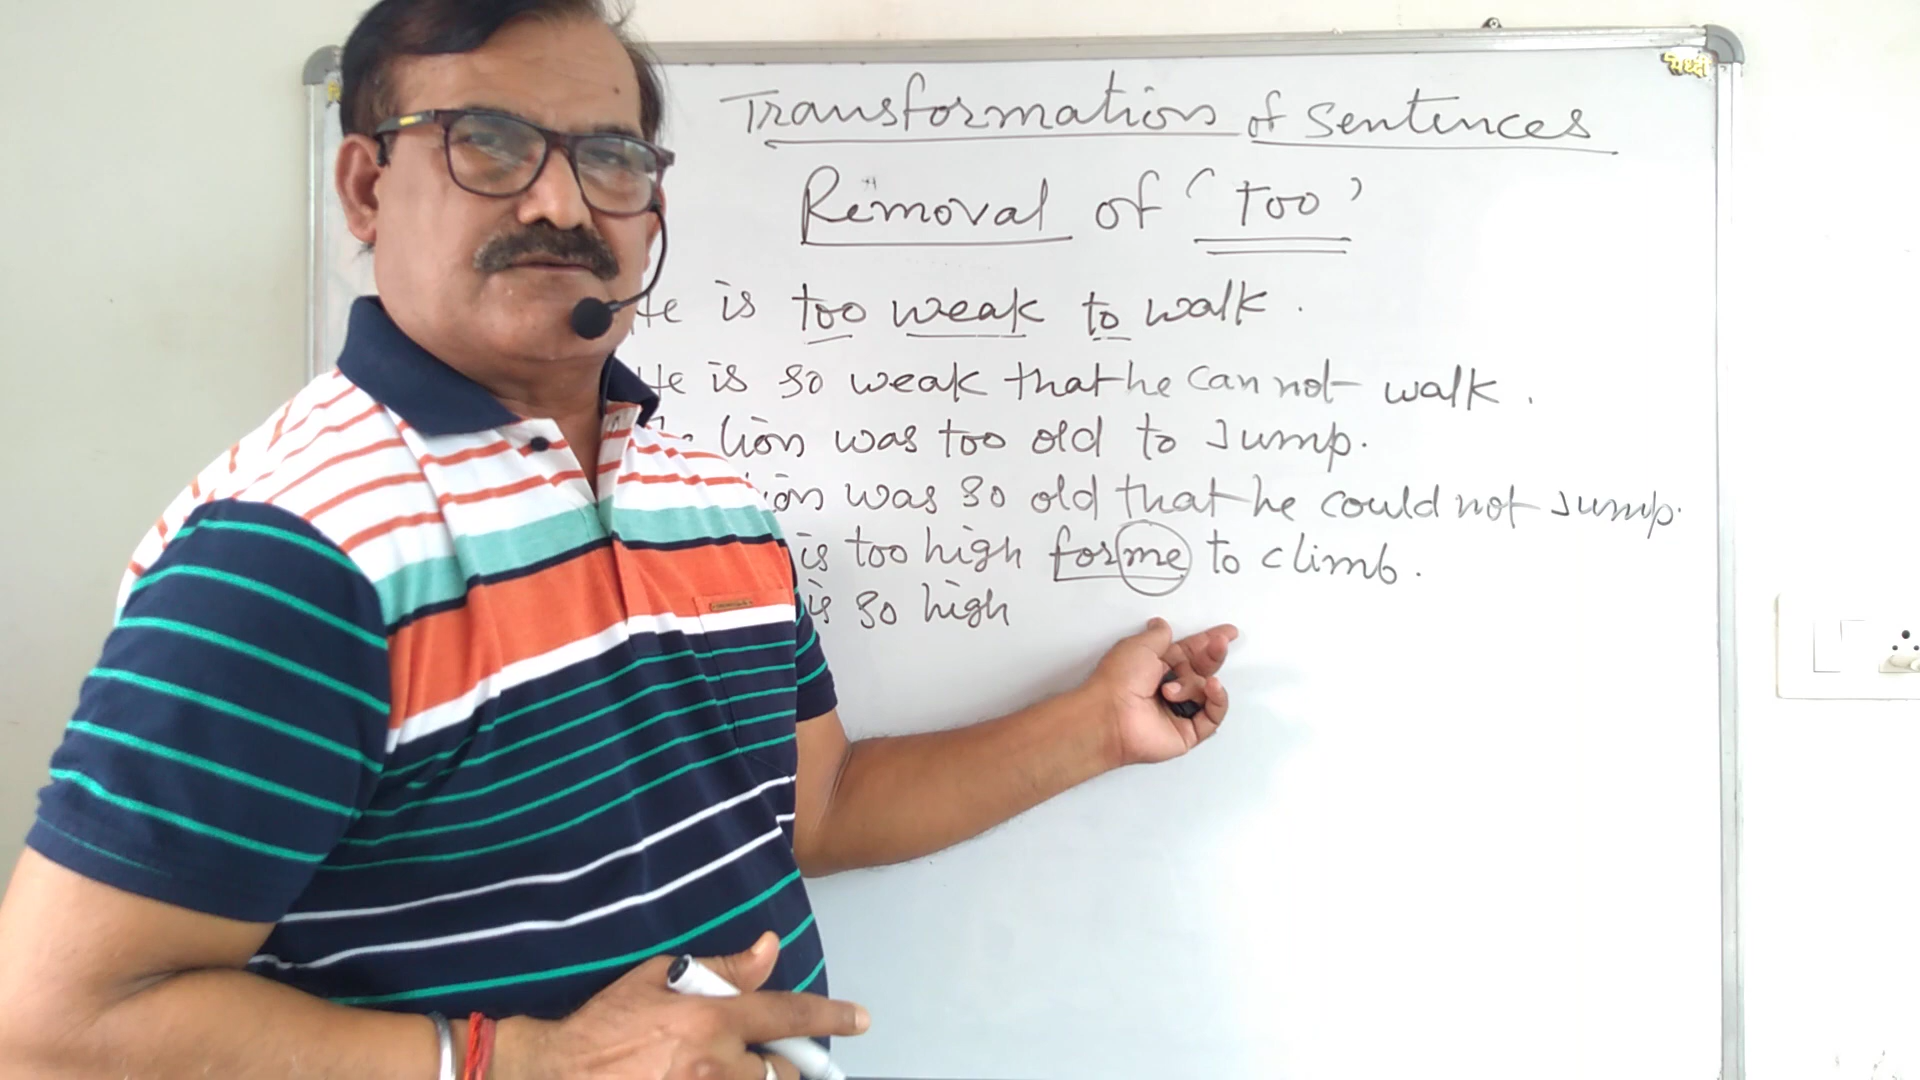 Transformation of Sentences
Removal of 'too'
He is too weak to walk.
He is so weak that he can not walk.
lion was too old to Jump.
was so old that he could not Jump.
is too high for me to climb.
is so high